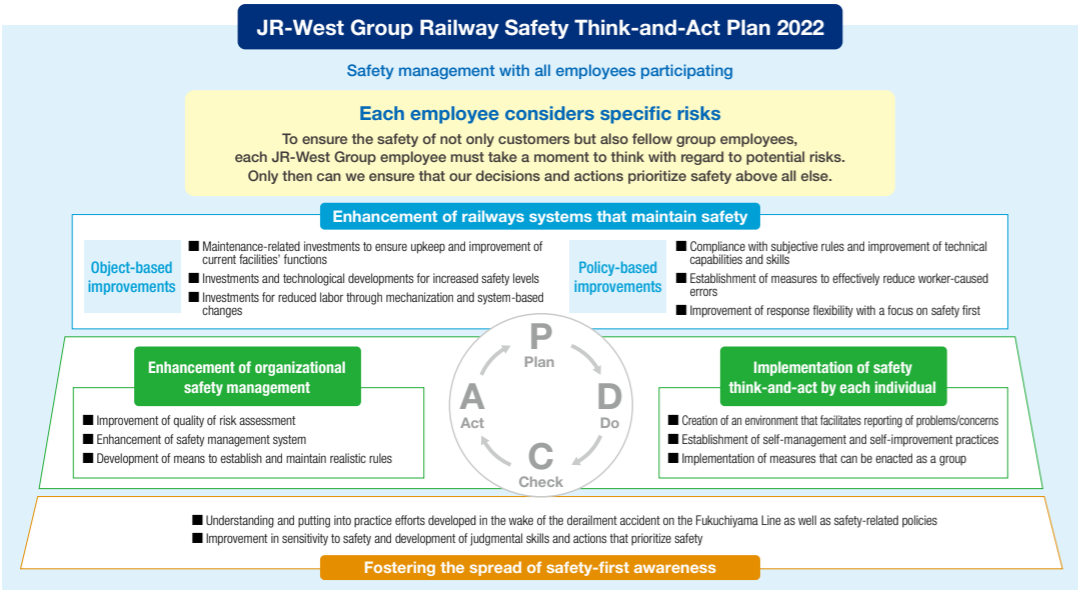 JR-West Group Railway Safety Think-and-Act Plan 2022
Safety management with all employees participating
Each employee considers specific risks
To ensure the safety of not only customers but also fellow group employees,
each JR-West Group employee must take a moment to think with regard to potential risks.
Only then can we ensure that our decisions and actions prioritize safety above all else.
Enhancement of railways systems that maintain safety
Object-based
improvements
■ Maintenance-related investments to ensure upkeep and improvement of
current facilities' functions
■ Investments and technological developments for increased safety levels
■ Investments for reduced labor through mechanization and system-based
changes
Policy-based
improvements
■ Compliance with subjective rules and improvement of technical
capabilities and skills
■ Establishment of measures to effectively reduce worker-caused
errors
■ Improvement of response flexibility with a focus on safety first
Enhancement of organizational
safety management
■ Improvement of quality of risk assessment
■ Enhancement of safety management system
■ Development of means to establish and maintain realistic rules
P
Plan
D
Do
C
Check
A
Act
Implementation of safety
think-and-act by each individual
■ Creation of an environment that facilitates reporting of problems/concerns
■ Establishment of self-management and self-improvement practices
■ Implementation of measures that can be enacted as a group
■ Understanding and putting into practice efforts developed in the wake of the derailment accident on the Fukuchiyama Line as well as safety-related policies
■ Improvement in sensitivity to safety and development of judgmental skills and actions that prioritize safety
Fostering the spread of safety-first awareness